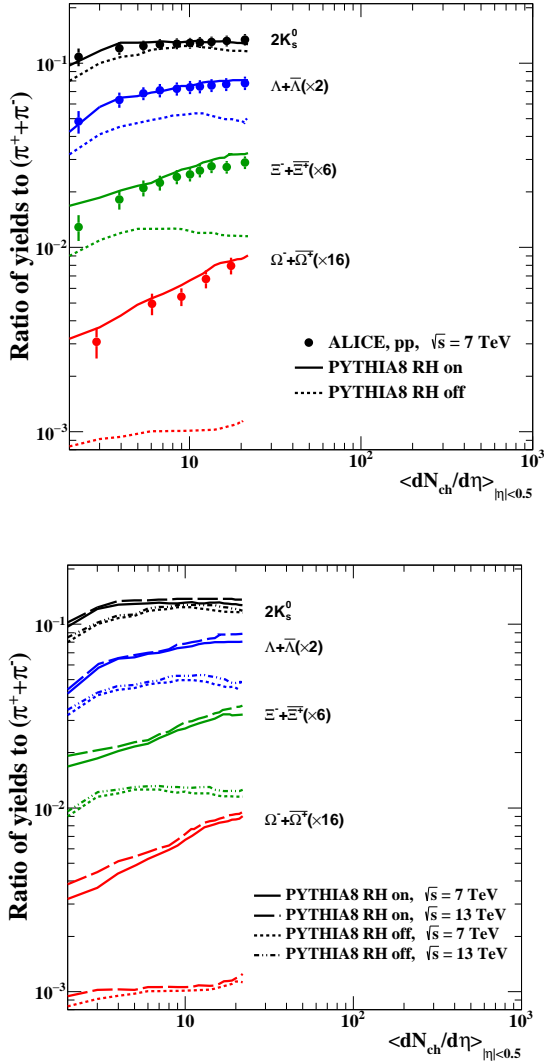 Ratio of yields to (π⁺+π⁻)
10⁻¹
10⁻²
10⁻³
2K⁰ₛ
Λ+Λ̅(×2)
Ξ⁻+Ξ̅⁺(×6)
Ω⁻+Ω̅⁺(×16)
ALICE, pp, √s = 7 TeV
PYTHIA8 RH on
PYTHIA8 RH off
10 10² 10³
<dN_ch/dη>_|η|<0.5
Ratio of yields to (π⁺+π⁻)
10⁻¹
10⁻²
10⁻³
2K⁰ₛ
Λ+Λ̅(×2)
Ξ⁻+Ξ̅⁺(×6)
Ω⁻+Ω̅⁺(×16)
PYTHIA8 RH on, √s = 7 TeV
PYTHIA8 RH on, √s = 13 TeV
PYTHIA8 RH off, √s = 7 TeV
PYTHIA8 RH off, √s = 13 TeV
10 10² 10³
<dN_ch/dη>_|η|<0.5